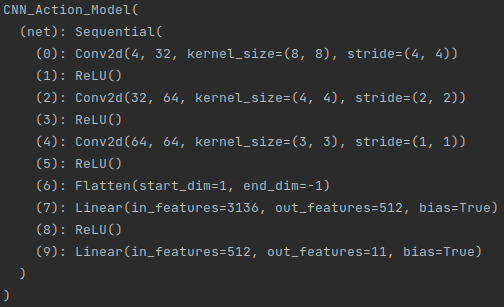 CNN_Action_Model(
  (net): Sequential(
    (0): Conv2d(4, 32, kernel_size=(8, 8), stride=(4, 4))
    (1): ReLU()
    (2): Conv2d(32, 64, kernel_size=(4, 4), stride=(2, 2))
    (3): ReLU()
    (4): Conv2d(64, 64, kernel_size=(3, 3), stride=(1, 1))
    (5): ReLU()
    (6): Flatten(start_dim=1, end_dim=-1)
    (7): Linear(in_features=3136, out_features=512, bias=True)
    (8): ReLU()
    (9): Linear(in_features=512, out_features=11, bias=True)
  )
)